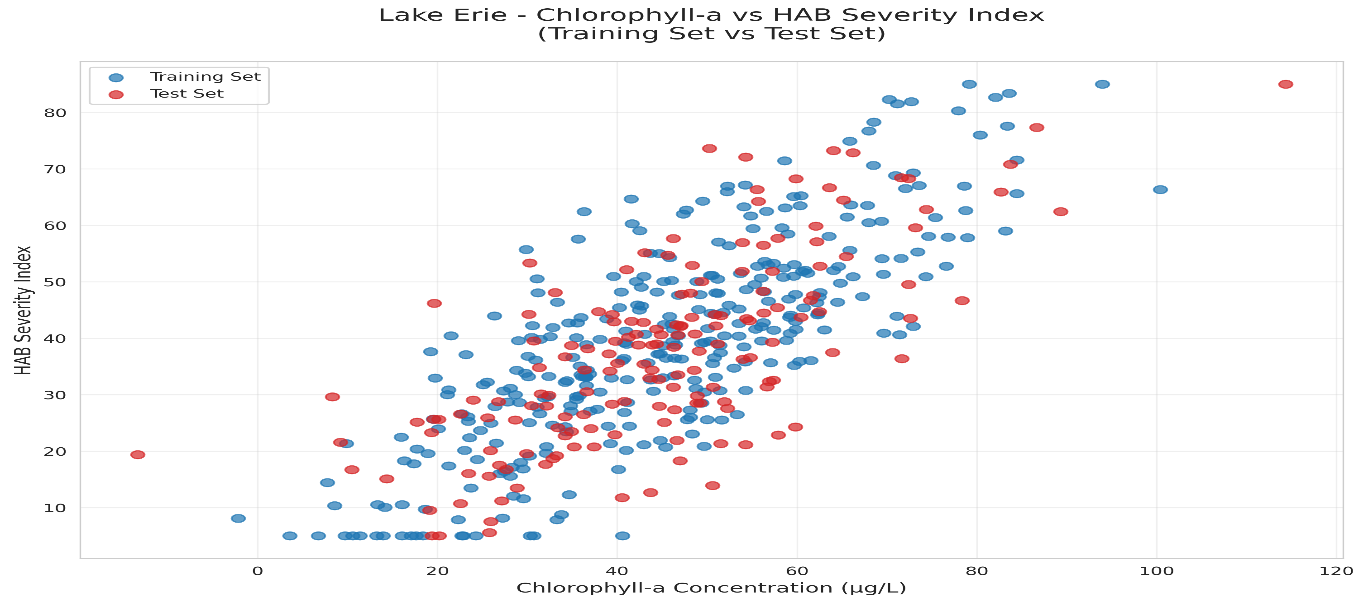 Lake Erie - Chlorophyll-a vs HAB Severity Index
(Training Set vs Test Set)
Training Set
Test Set
HAB Severity Index
80
70
60
50
40
30
20
10
0
20
40
60
80
100
120
Chlorophyll-a Concentration (µg/L)